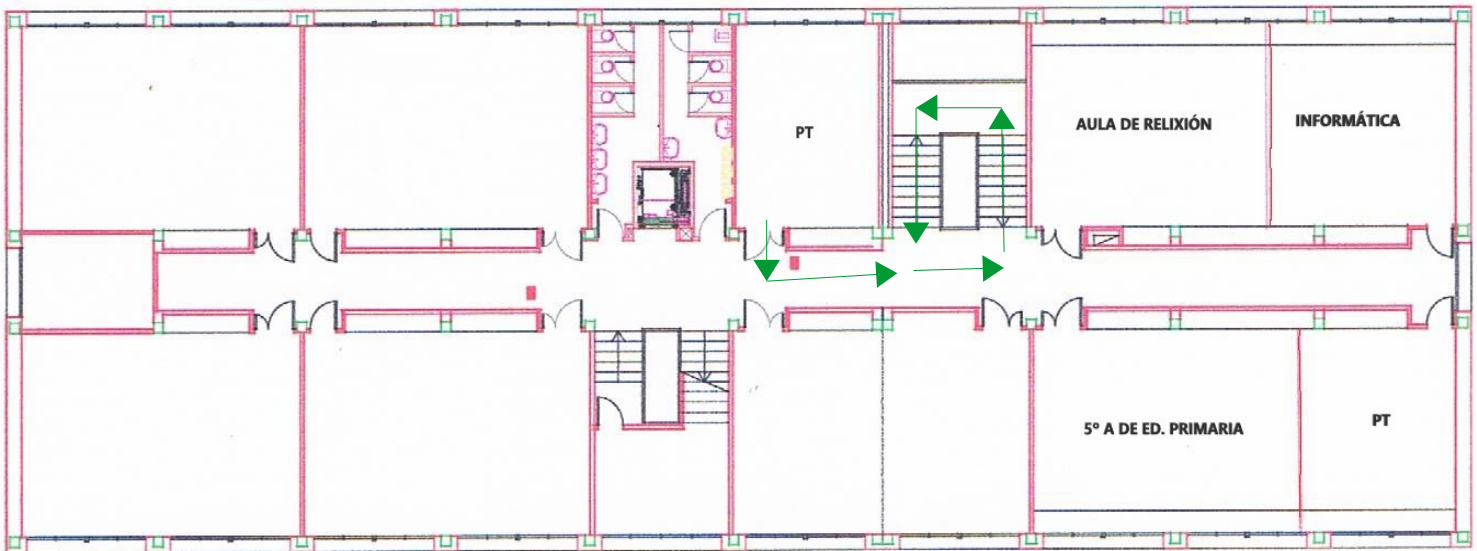 PT
AULA DE RELIXIÓN
INFORMÁTICA
5º A DE ED. PRIMARIA
PT